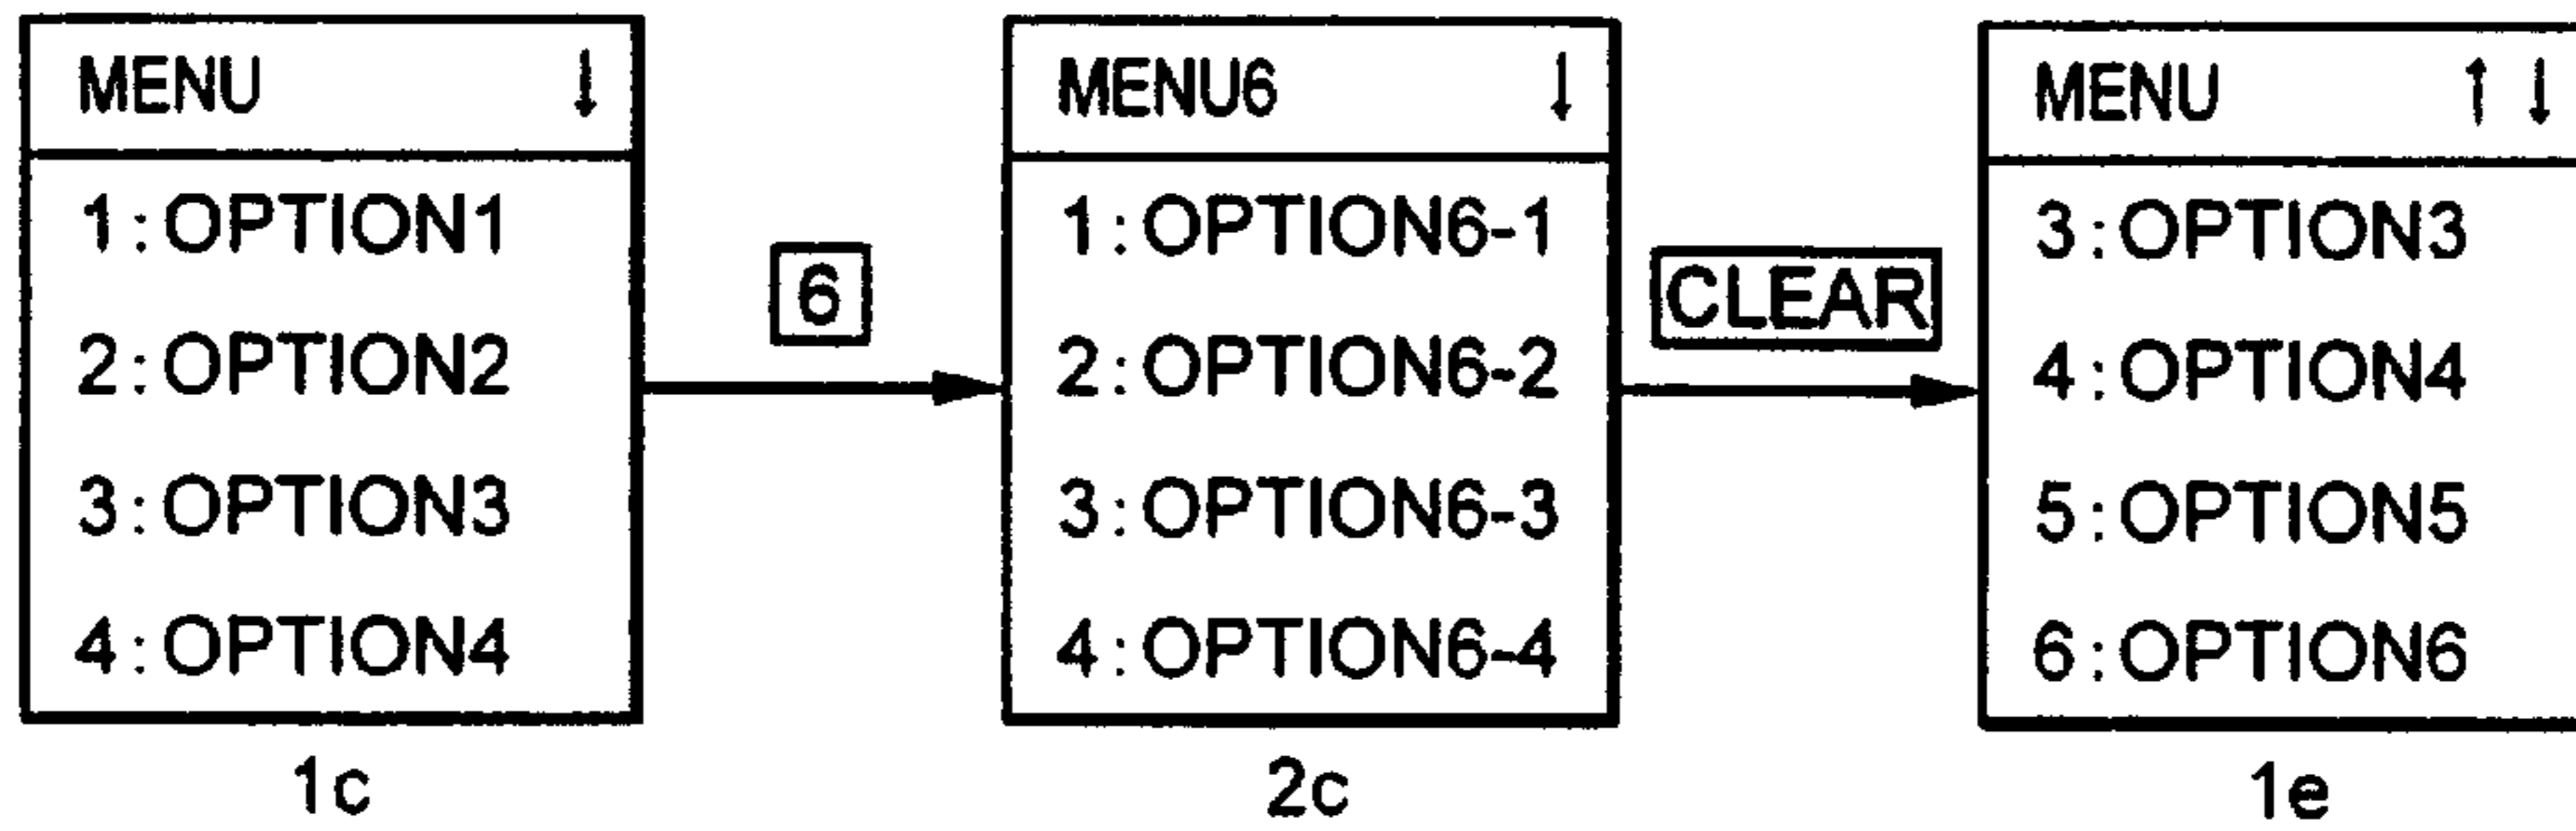 MENU ↓
1:OPTION1
2:OPTION2
3:OPTION3
4:OPTION4
1c
6
MENU6 ↓
1:OPTION6-1
2:OPTION6-2
3:OPTION6-3
4:OPTION6-4
2c
CLEAR
MENU ↑ ↓
3:OPTION3
4:OPTION4
5:OPTION5
6:OPTION6
1e